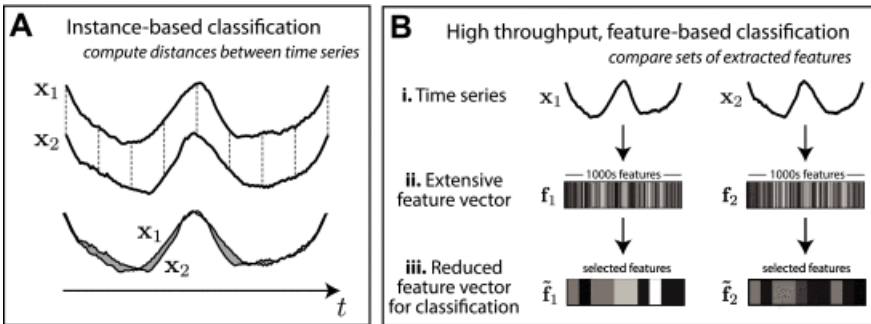 A Instance-based classification
compute distances between time series
x₁
x₂
x₁
x₂
t
B High throughput, feature-based classification
compare sets of extracted features
i. Time series
x₁
x₂
ii. Extensive
feature vector
1000s features
f₁
1000s features
f₂
iii. Reduced
feature vector
for classification
selected features
f̃₁
selected features
f̃₂